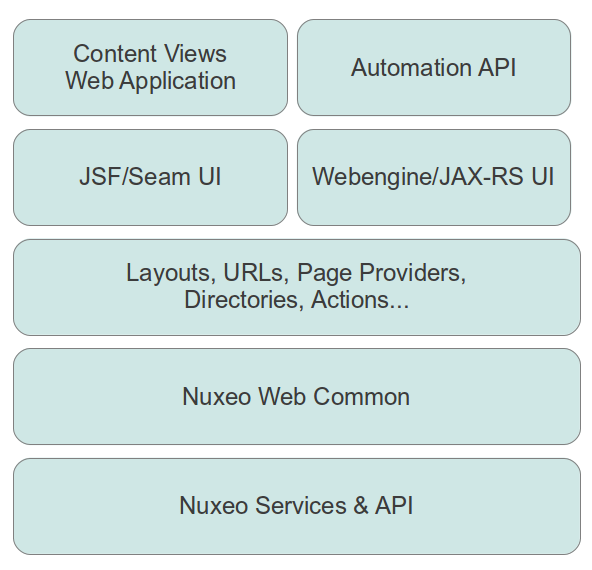 Content Views
Web Application
Automation API
JSF/Seam UI
Webengine/JAX-RS UI
Layouts, URLs, Page Providers,
Directories, Actions...
Nuxeo Web Common
Nuxeo Services & API